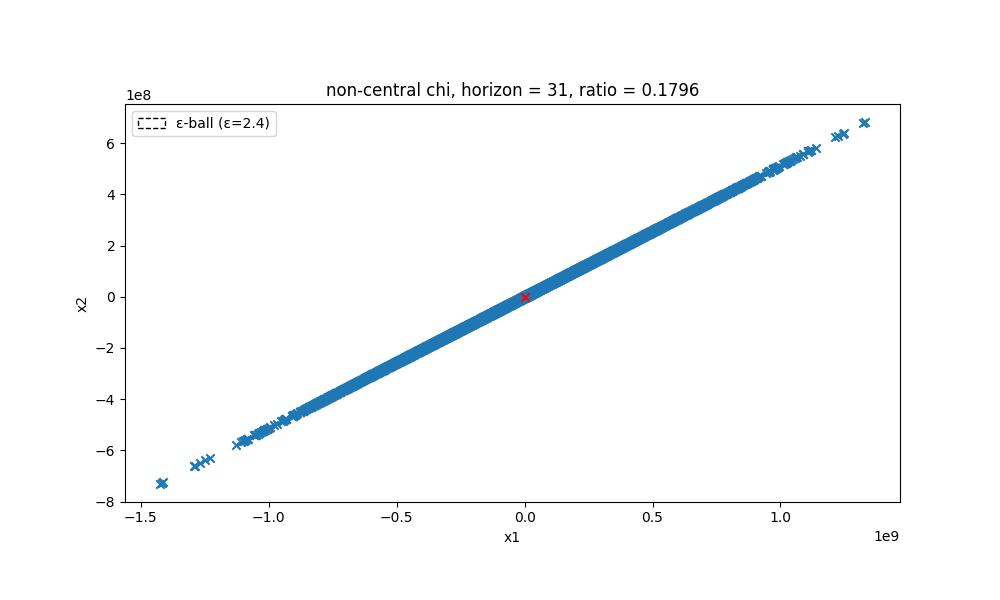 non-central chi, horizon = 31, ratio = 0.1796
1e8
ε-ball (ε=2.4)
6
4
2
0
−2
−4
−6
−8
x2
−1.5 −1.0 −0.5 0.0 0.5 1.0
x1
1e9